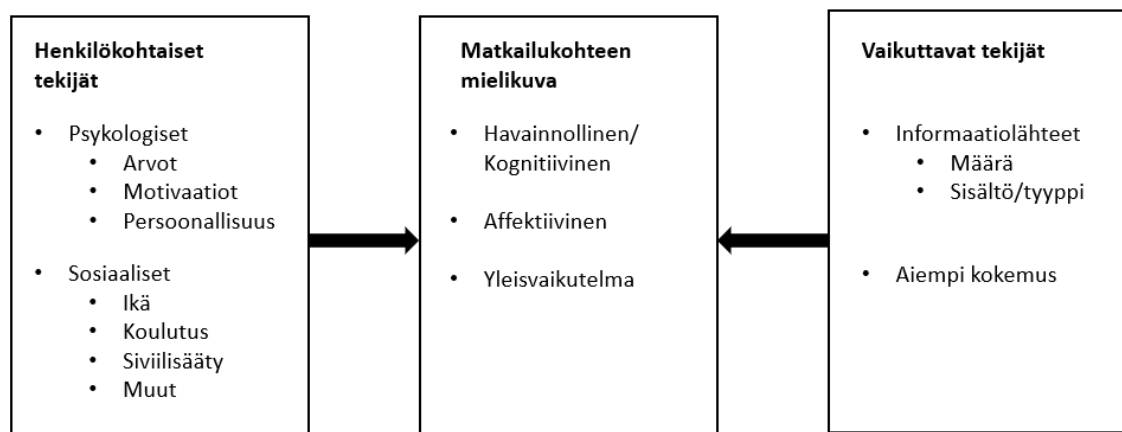 Henkilökohtaiset
tekijät
• Psykologiset
• Arvot
• Motivaatiot
• Persoonallisuus
• Sosiaaliset
• Ikä
• Koulutus
• Siviilisääty
• Muut
Matkailukohteen
mielikuva
• Havainnollinen/
Kognitiivinen
• Affektiivinen
• Yleisvaikutelma
Vaikuttavat tekijät
• Informaatiolähteet
• Määrä
• Sisältö/tyyppi
• Aiempi kokemus